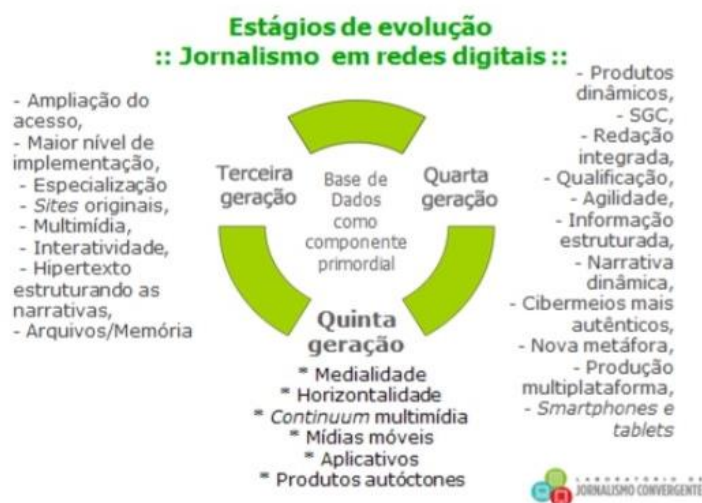 Estágios de evolução
:: Jornalismo em redes digitais ::
- Ampliação do
acesso,
- Maior nível de
implementação,
- Especialização
- Sites originais,
- Multimídia,
- Interatividade,
- Hipertexto
estruturando as
narrativas,
- Arquivos/Memória
Terceira
geração
Base de
Dados
como
componente
primordial
Quarta
geração
- Produtos
dinâmicos,
- SGC,
- Redação
integrada,
- Qualificação,
- Agilidade,
- Informação
estruturada,
- Narrativa
dinâmica,
- Cibermeios mais
autênticos,
- Nova metáfora,
- Produção
multiplataforma,
- Smartphones e
tablets
Quinta
geração
* Medialidade
* Horizontalidade
* Continuum multimídia
* Mídias móveis
* Aplicativos
* Produtos autóctones
LABORATÓRIO DE
JORNALISMO CONVERGENTE